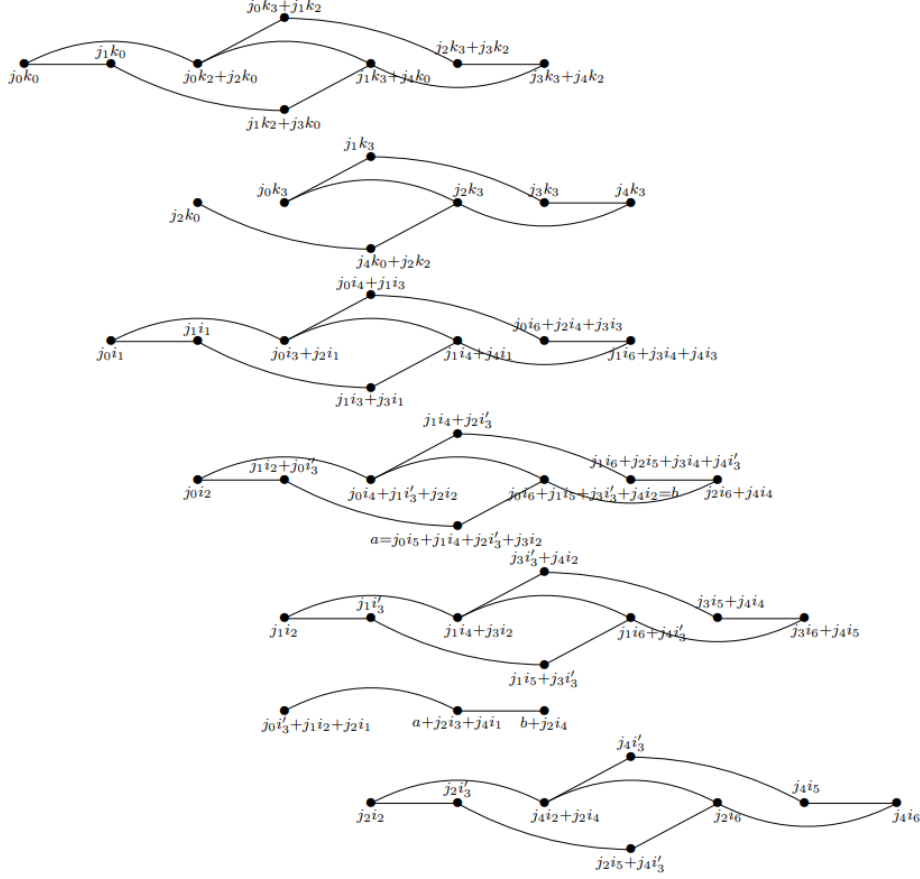 j₀k₃+j₁k₂
j₁k₀ j₂k₃+j₃k₂
j₀k₀ j₀k₂+j₂k₀ j₁k₃+j₄k₀ j₃k₃+j₄k₂
j₁k₂+j₃k₀
j₁k₃
j₀k₃ j₂k₃ j₃k₃ j₄k₃
j₂k₀
j₄k₀+j₂k₂
j₀i₄+j₁i₃
j₁i₁ j₀i₆+j₂i₄+j₃i₃
j₀i₁ j₀i₃+j₂i₁ j₁i₄+j₄i₁ j₁i₆+j₃i₄+j₄i₃
j₁i₃+j₃i₁
j₁i₄+j₂i′₃
j₁i₂+j₀i′₃ j₁i₆+j₂i₅+j₃i₄+j₄i′₃
j₀i₂ j₀i₄+j₁i′₃+j₂i₂ j₀i₆+j₁i₅+j₃i′₃+j₄i₂=b j₂i₆+j₄i₄
a=j₀i₅+j₁i₄+j₂i′₃+j₃i₂
j₃i′₃+j₄i₂
j₁i′₃ j₃i₅+j₄i₄
j₁i₂ j₁i₄+j₃i₂ j₁i₆+j₄i′₃ j₃i₆+j₄i₅
j₁i₅+j₃i′₃
j₀i′₃+j₁i₂+j₂i₁ a+j₂i₃+j₄i₁ b+j₂i₄
j₄i′₃
j₂i′₃ j₄i₅
j₂i₂ j₄i₂+j₂i₄ j₂i₆ j₄i₆
j₂i₅+j₄i′₃